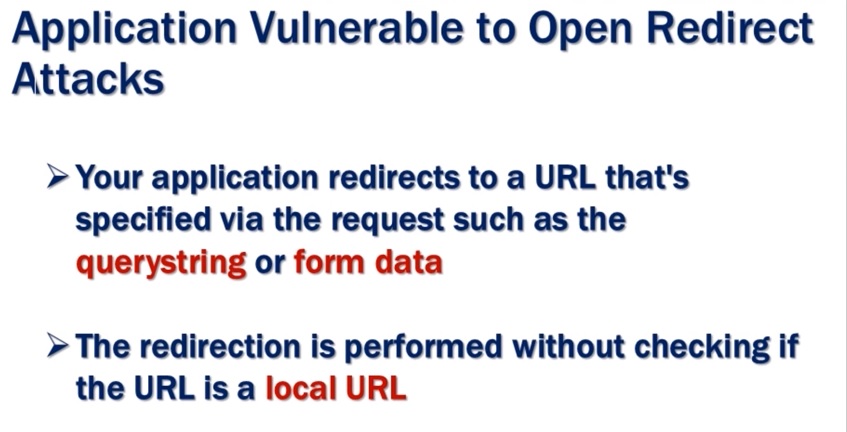 Application Vulnerable to Open Redirect
Attacks
➢ Your application redirects to a URL that's
specified via the request such as the
querystring or form data
➢ The redirection is performed without checking if
the URL is a local URL